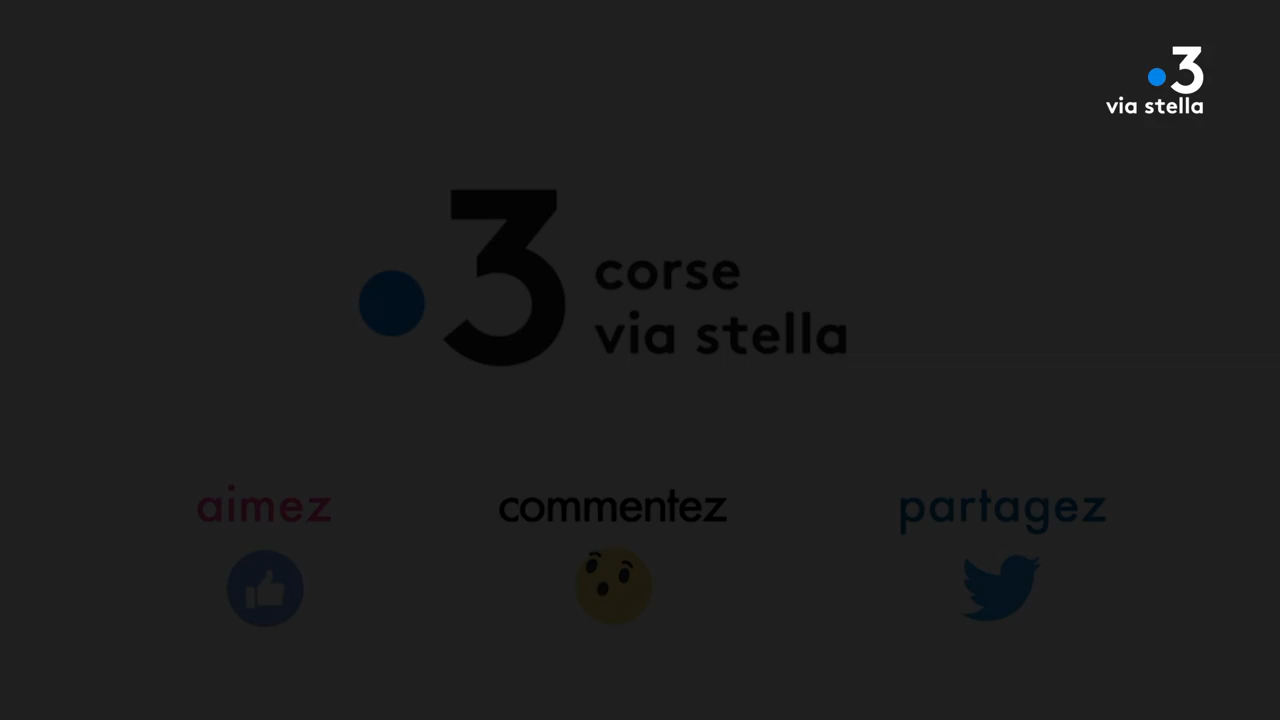 3
via stella
3
corse
via stella
aimez
commentez
partagez